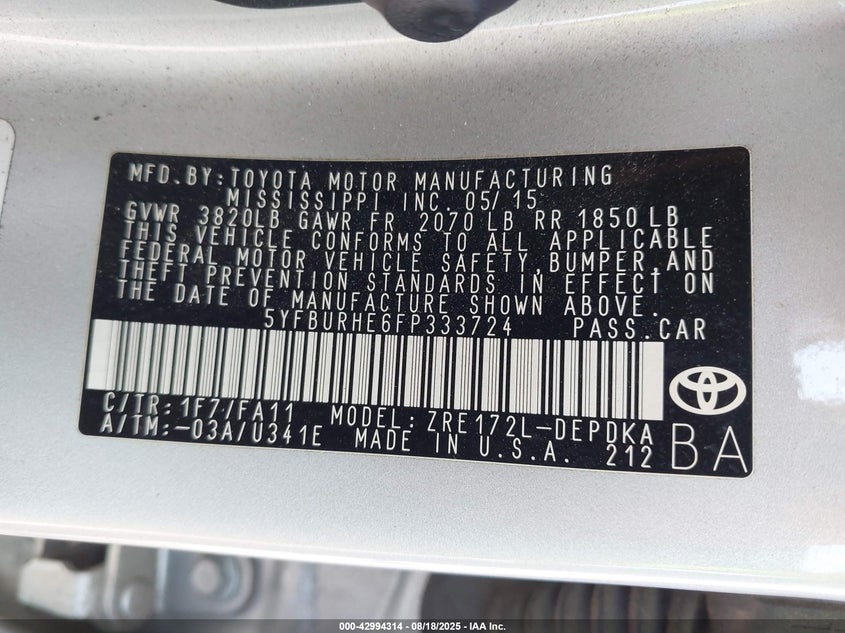 MFD.BY:TOYOTA MOTOR MANUFACTURING
MISSISSIPPI INC. 05/15
GVWR 3820LB GAWR FR 2070 LB RR 1850 LB
THIS VEHICLE CONFORMS TO ALL APPLICABLE
FEDERAL MOTOR VEHICLE SAFETY,BUMPER,AND
THEFT PREVENTION STANDARDS IN EFFECT ON
THE DATE OF MANUFACTURE SHOWN ABOVE.
5YFBURHE6FP333724 PASS.CAR
C/TR:1F7/FA11 MODEL:ZRE172L-DEPDKA
A/TM:-03A/U341E MADE IN U.S.A. 212 BA
000-42994314 - 08/18/2025 - IAA Inc.